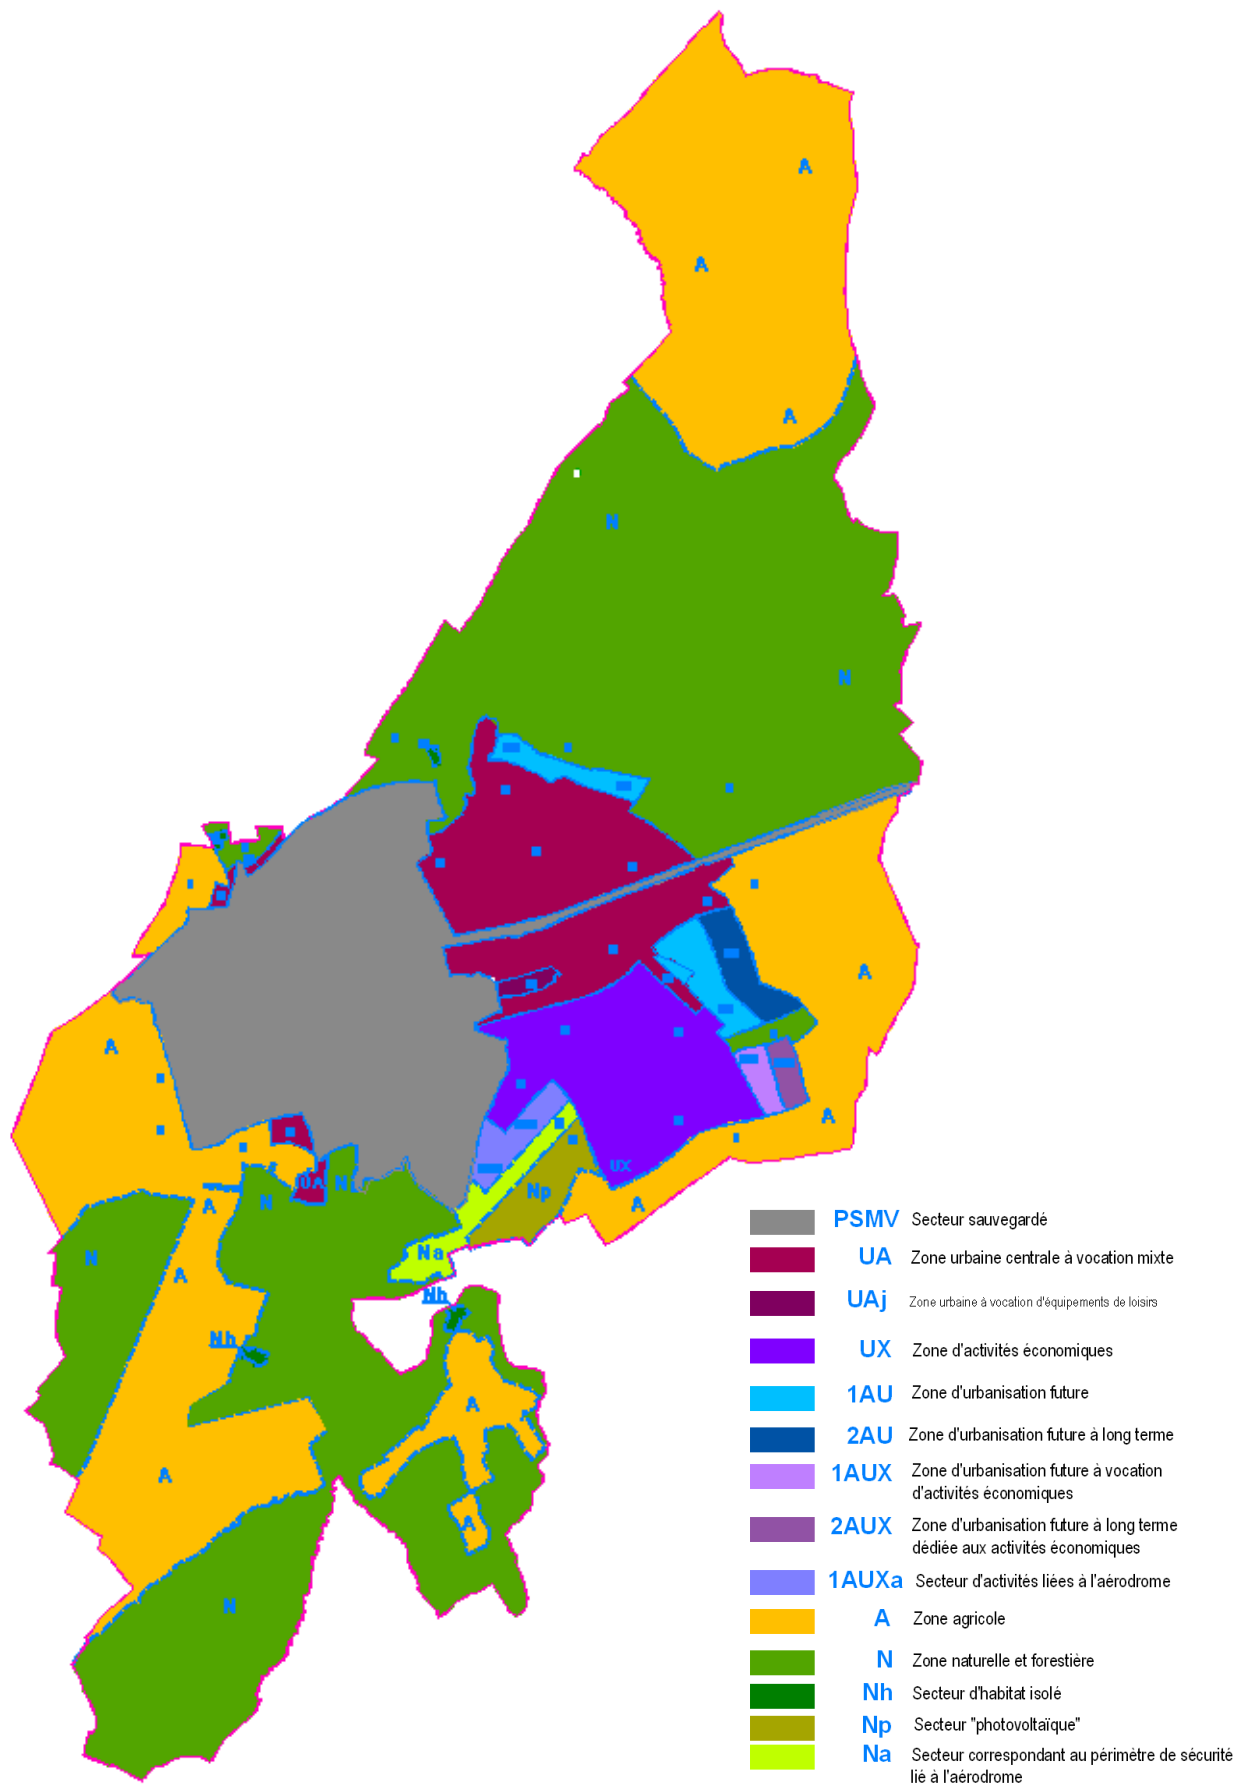 A
A
A
N
N
A
A
A
UX
UA
N
N
A
Np
A
N
Na
A
Nh
Nh
A
A
A
A
N
PSMV Secteur sauvegardé
UA Zone urbaine centrale à vocation mixte
UAj Zone urbaine à vocation d'équipements de loisirs
UX Zone d'activités économiques
1AU Zone d'urbanisation future
2AU Zone d'urbanisation future à long terme
1AUX Zone d'urbanisation future à vocation
d'activités économiques
2AUX Zone d'urbanisation future à long terme
dédiée aux activités économiques
1AUXa Secteur d'activités liées à l'aérodrome
A Zone agricole
N Zone naturelle et forestière
Nh Secteur d'habitat isolé
Np Secteur "photovoltaïque"
Na Secteur correspondant au périmètre de sécurité
lié à l'aérodrome